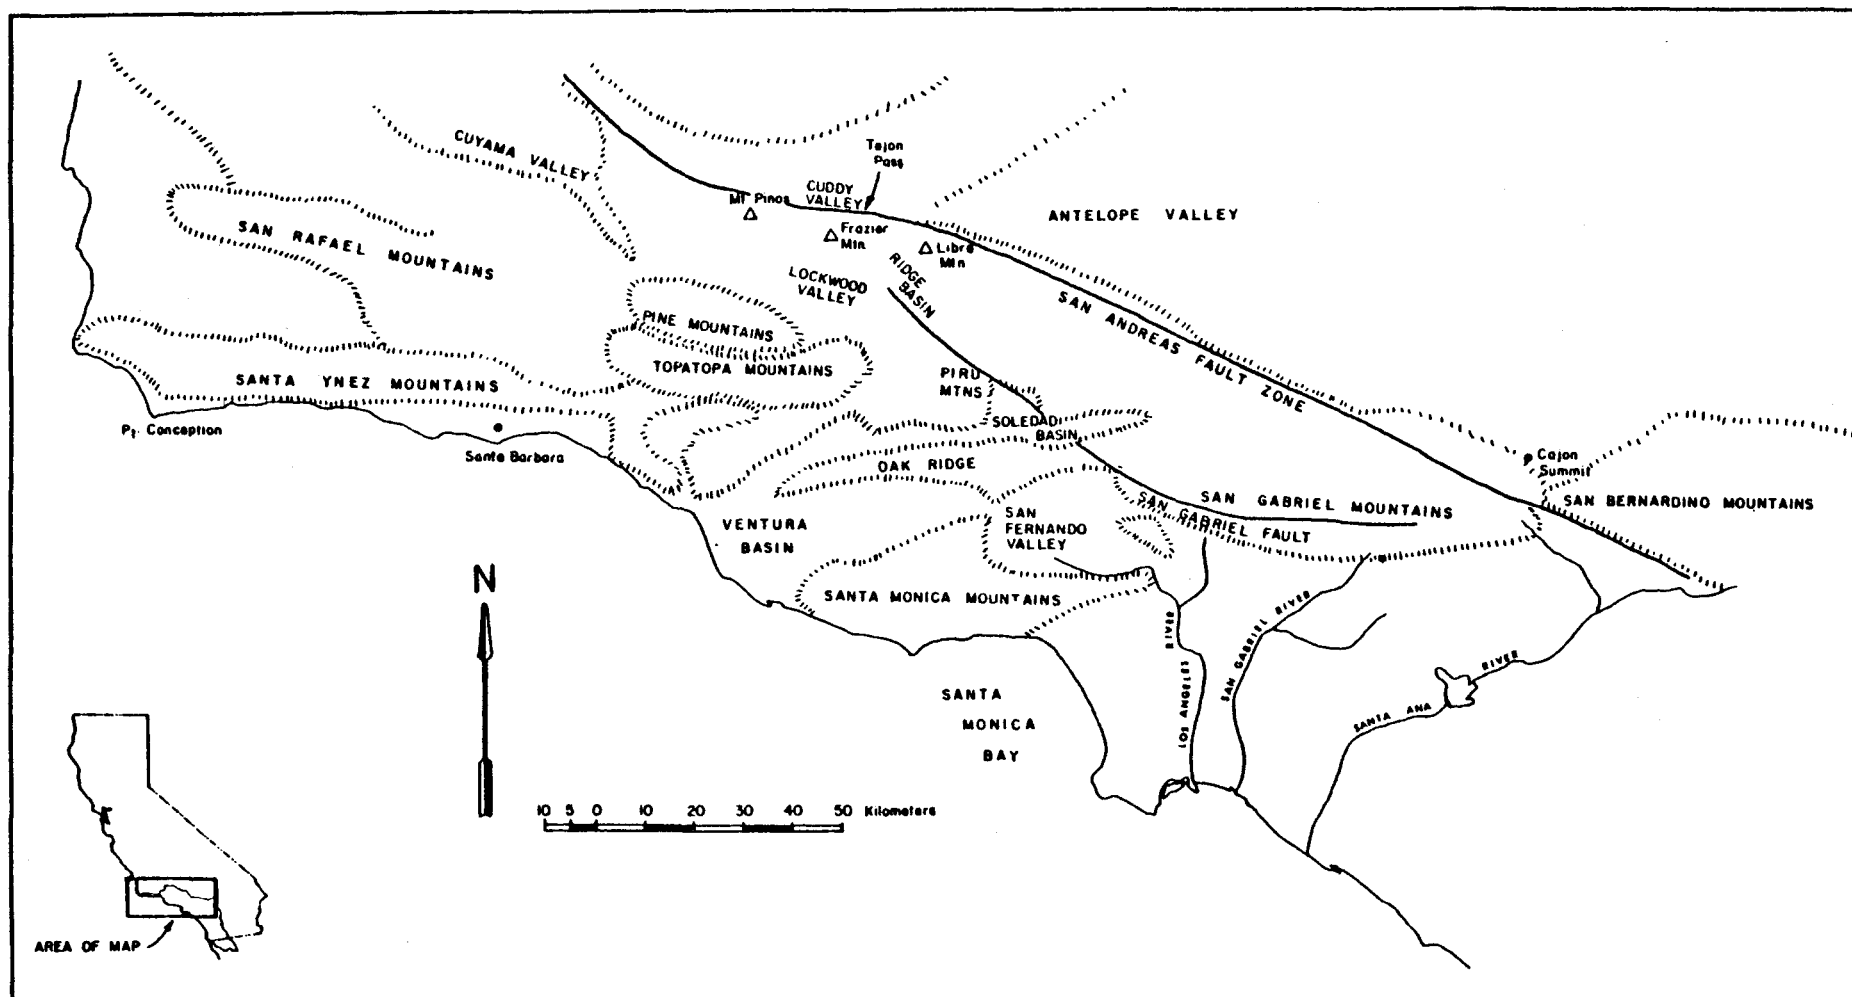 Tejon
Pass
CUYAMA VALLEY
CUDDY
VALLEY
Mt Pinos
Frazier
Mtn.
Libre
Mtn
ANTELOPE VALLEY
SAN RAFAEL MOUNTAINS
LOCKWOOD
VALLEY
RIDGE
BASIN
SAN ANDREAS FAULT ZONE
PINE MOUNTAINS
TOPATOPA MOUNTAINS
SANTA YNEZ MOUNTAINS
PIRU
MTNS
SOLEDAD
BASIN
Pt. Conception
Santa Barbara
OAK RIDGE
Cajon
Summit
SAN GABRIEL MOUNTAINS
SAN BERNARDINO MOUNTAINS
SAN GABRIEL FAULT
SAN
FERNANDO
VALLEY
VENTURA
BASIN
N
SANTA MONICA MOUNTAINS
LOS ANGELES RIVER
SAN GABRIEL RIVER
SANTA ANA RIVER
SANTA
MONICA
BAY
10 5 0 10 20 30 40 50 Kilometers
AREA OF MAP